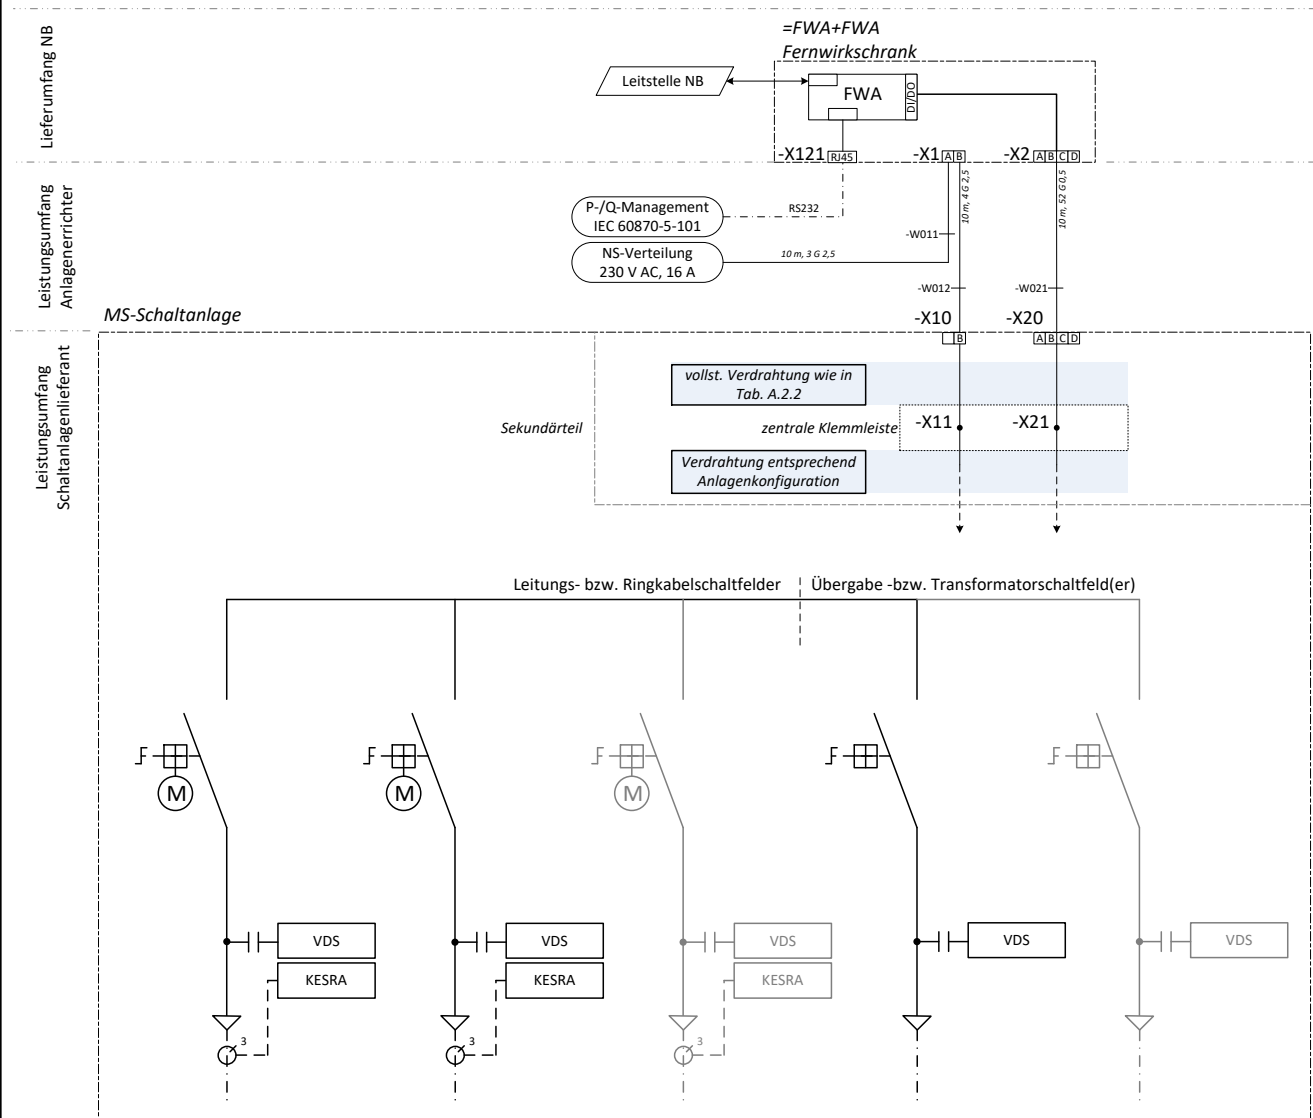 Lieferumfang NB
=FWA+FWA
Fernwirkschrank
Leitstelle NB
FWA
DI/DO
-X121 RJ45
-X1 A B
-X2 A B C D
Leistungsumfang
Anlagenerrichter
P-/Q-Management
IEC 60870-5-101
RS232
10 m, 4 G 2,5
10 m, 52 G 0,5
-W011
NS-Verteilung
230 V AC, 16 A
10 m, 3 G 2,5
-W012
-W021
MS-Schaltanlage
-X10
-X20
B
A B C D
Leistungsumfang
Schaltanlagenlieferant
vollst. Verdrahtung wie in
Tab. A.2.2
Sekundärteil
zentrale Klemmleiste
-X11
-X21
Verdrahtung entsprechend
Anlagenkonfiguration
Leitungs- bzw. Ringkabelschaltfelder
Übergabe -bzw. Transformatorschaltfeld(er)
M
M
M
VDS
VDS
VDS
VDS
VDS
KESRA
KESRA
KESRA
3
3
3